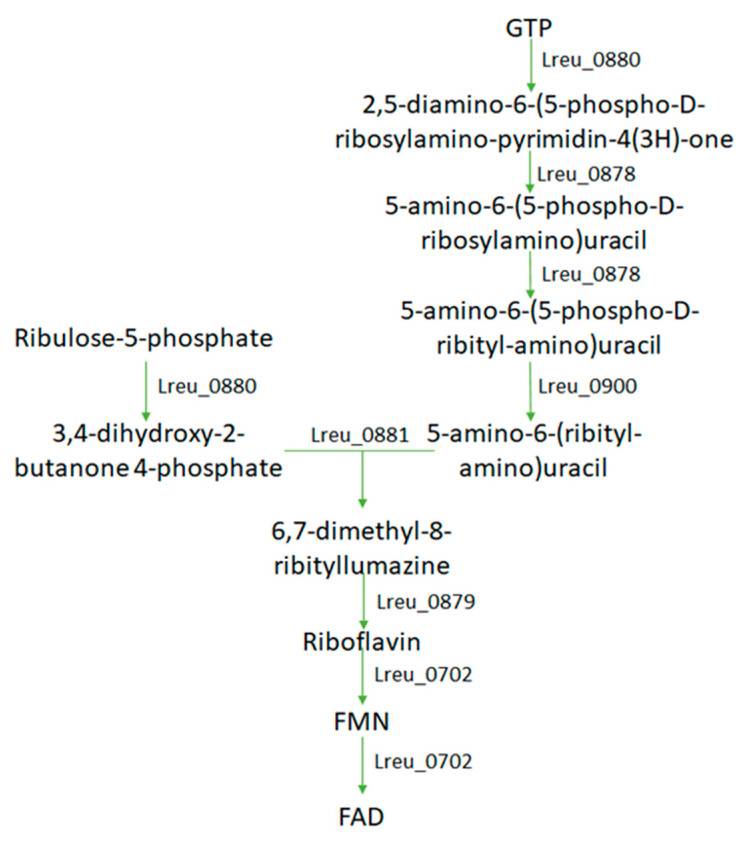 GTP
Lreu_0880
2,5-diamino-6-(5-phospho-D-
ribosylamino-pyrimidin-4(3H)-one
Lreu_0878
5-amino-6-(5-phospho-D-
ribosylamino)uracil
Lreu_0878
5-amino-6-(5-phospho-D-
ribityl-amino)uracil
Ribulose-5-phosphate
Lreu_0880
Lreu_0900
3,4-dihydroxy-2-
butanone 4-phosphate
Lreu_0881
5-amino-6-(ribityl-
amino)uracil
6,7-dimethyl-8-
ribityllumazine
Lreu_0879
Riboflavin
Lreu_0702
FMN
Lreu_0702
FAD